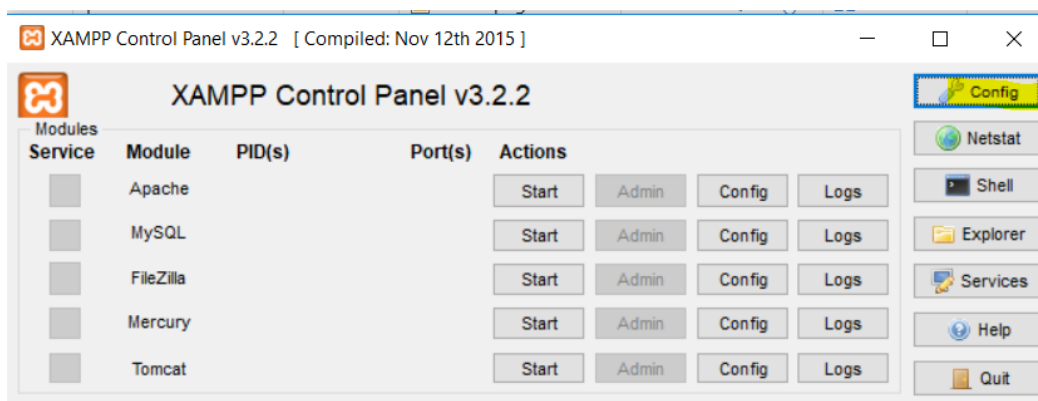 XAMPP Control Panel v3.2.2 [ Compiled: Nov 12th 2015 ]
XAMPP Control Panel v3.2.2
Config
Modules
Service Module PID(s) Port(s) Actions
Netstat
Apache Start Admin Config Logs
Shell
MySQL Start Admin Config Logs
Explorer
FileZilla Start Admin Config Logs
Services
Mercury Start Admin Config Logs
Help
Tomcat Start Admin Config Logs
Quit